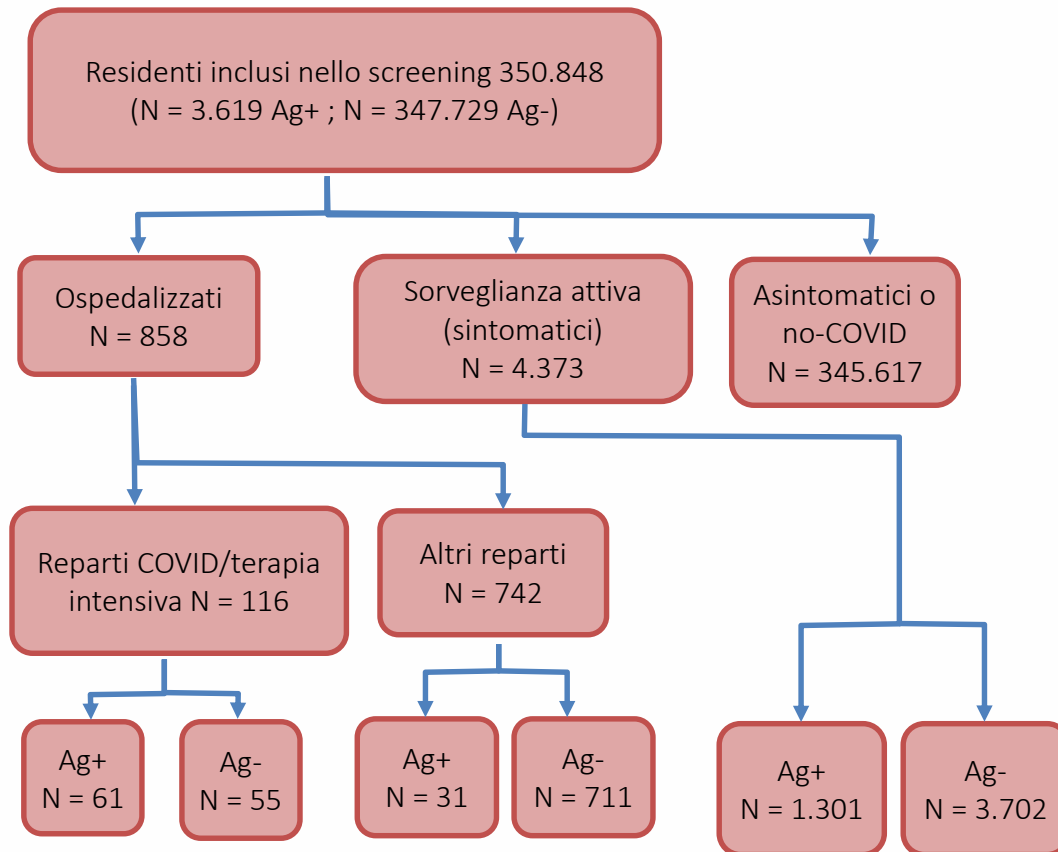 Residenti inclusi nello screening 350.848
(N = 3.619 Ag+ ; N = 347.729 Ag-)
Ospedalizzati
N = 858
Sorveglianza attiva
(sintomatici)
N = 4.373
Asintomatici o
no-COVID
N = 345.617
Reparti COVID/terapia
intensiva N = 116
Altri reparti
N = 742
Ag+
N = 61
Ag-
N = 55
Ag+
N = 31
Ag-
N = 711
Ag+
N = 1.301
Ag-
N = 3.702